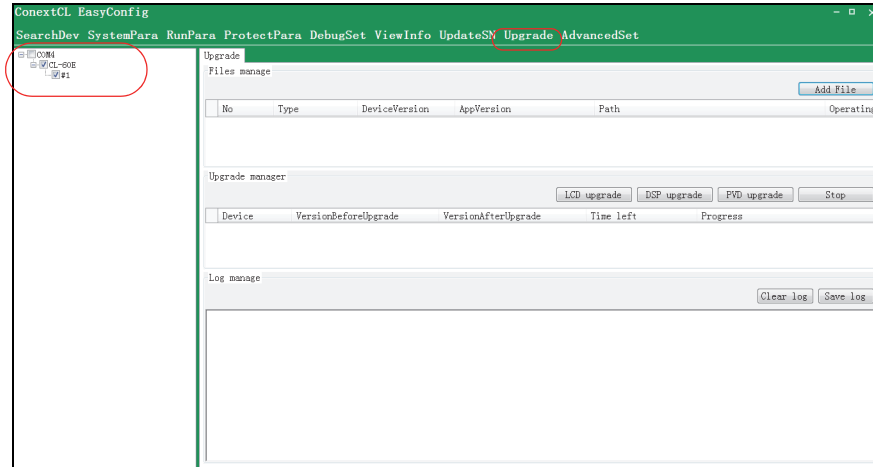 ConextCL EasyConfig
SearchDev SystemPara RunPara ProtectPara DebugSet ViewInfo UpdateSN Upgrade AdvancedSet
COM4
CL-60E
#1
Upgrade
Files manage
Add File
No Type DeviceVersion AppVersion Path Operating
Upgrade manager
LCD upgrade DSP upgrade PVD upgrade Stop
Device VersionBeforeUpgrade VersionAfterUpgrade Time left Progress
Log manage
Clear log Save log